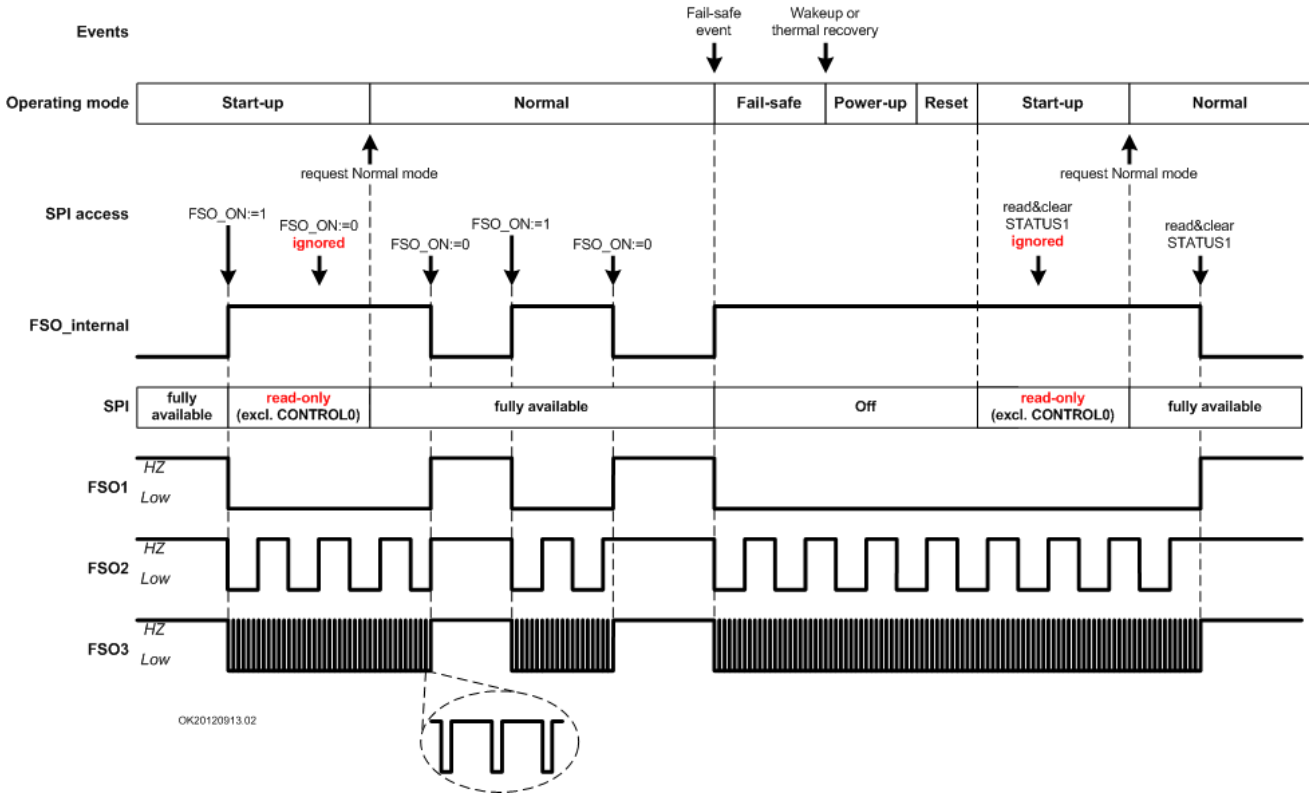 Events
Fail-safe
event
Wakeup or
thermal recovery
Operating mode
Start-up
Normal
Fail-safe
Power-up
Reset
Start-up
Normal
request Normal mode
request Normal mode
SPI access
FSO_ON:=1
FSO_ON:=0
ignored
FSO_ON:=0
FSO_ON:=1
FSO_ON:=0
read&clear
STATUS1
ignored
read&clear
STATUS1
FSO_internal
SPI
fully
available
read-only
(excl. CONTROL0)
fully available
Off
read-only
(excl. CONTROL0)
fully available
FSO1
HZ
Low
FSO2
HZ
Low
FSO3
HZ
Low
OK20120913.02